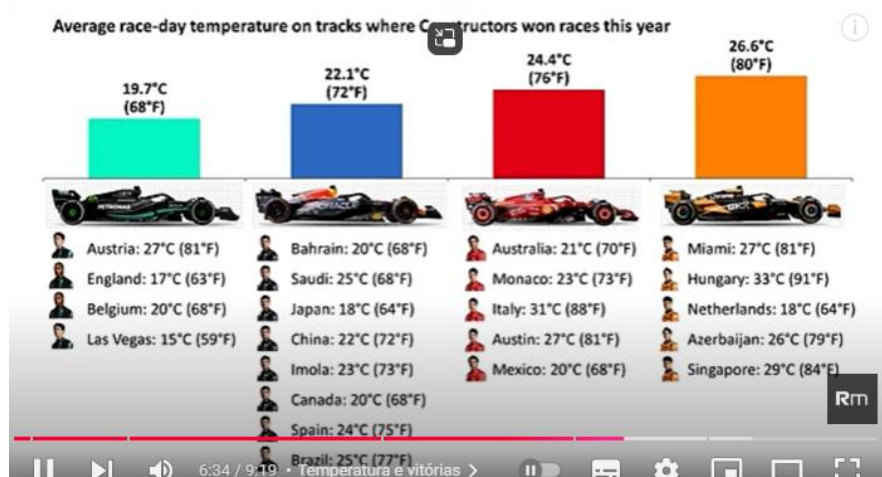 Average race-day temperature on tracks where C nstructors won races this year
19.7°C
(68°F)
22.1°C
(72°F)
24.4°C
(76°F)
26.6°C
(80°F)
PETRONAS
Austria: 27°C (81°F)
England: 17°C (63°F)
Belgium: 20°C (68°F)
Las Vegas: 15°C (59°F)
Bahrain: 20°C (68°F)
Saudi: 25°C (68°F)
Japan: 18°C (64°F)
China: 22°C (72°F)
Imola: 23°C (73°F)
Canada: 20°C (68°F)
Spain: 24°C (75°F)
Brazil: 25°C (77°F)
Australia: 21°C (70°F)
Monaco: 23°C (73°F)
Italy: 31°C (88°F)
Austin: 27°C (81°F)
Mexico: 20°C (68°F)
Miami: 27°C (81°F)
Hungary: 33°C (91°F)
Netherlands: 18°C (64°F)
Azerbaijan: 26°C (79°F)
Singapore: 29°C (84°F)
Rm
6:34 / 9:19 • Temperatura e vitórias